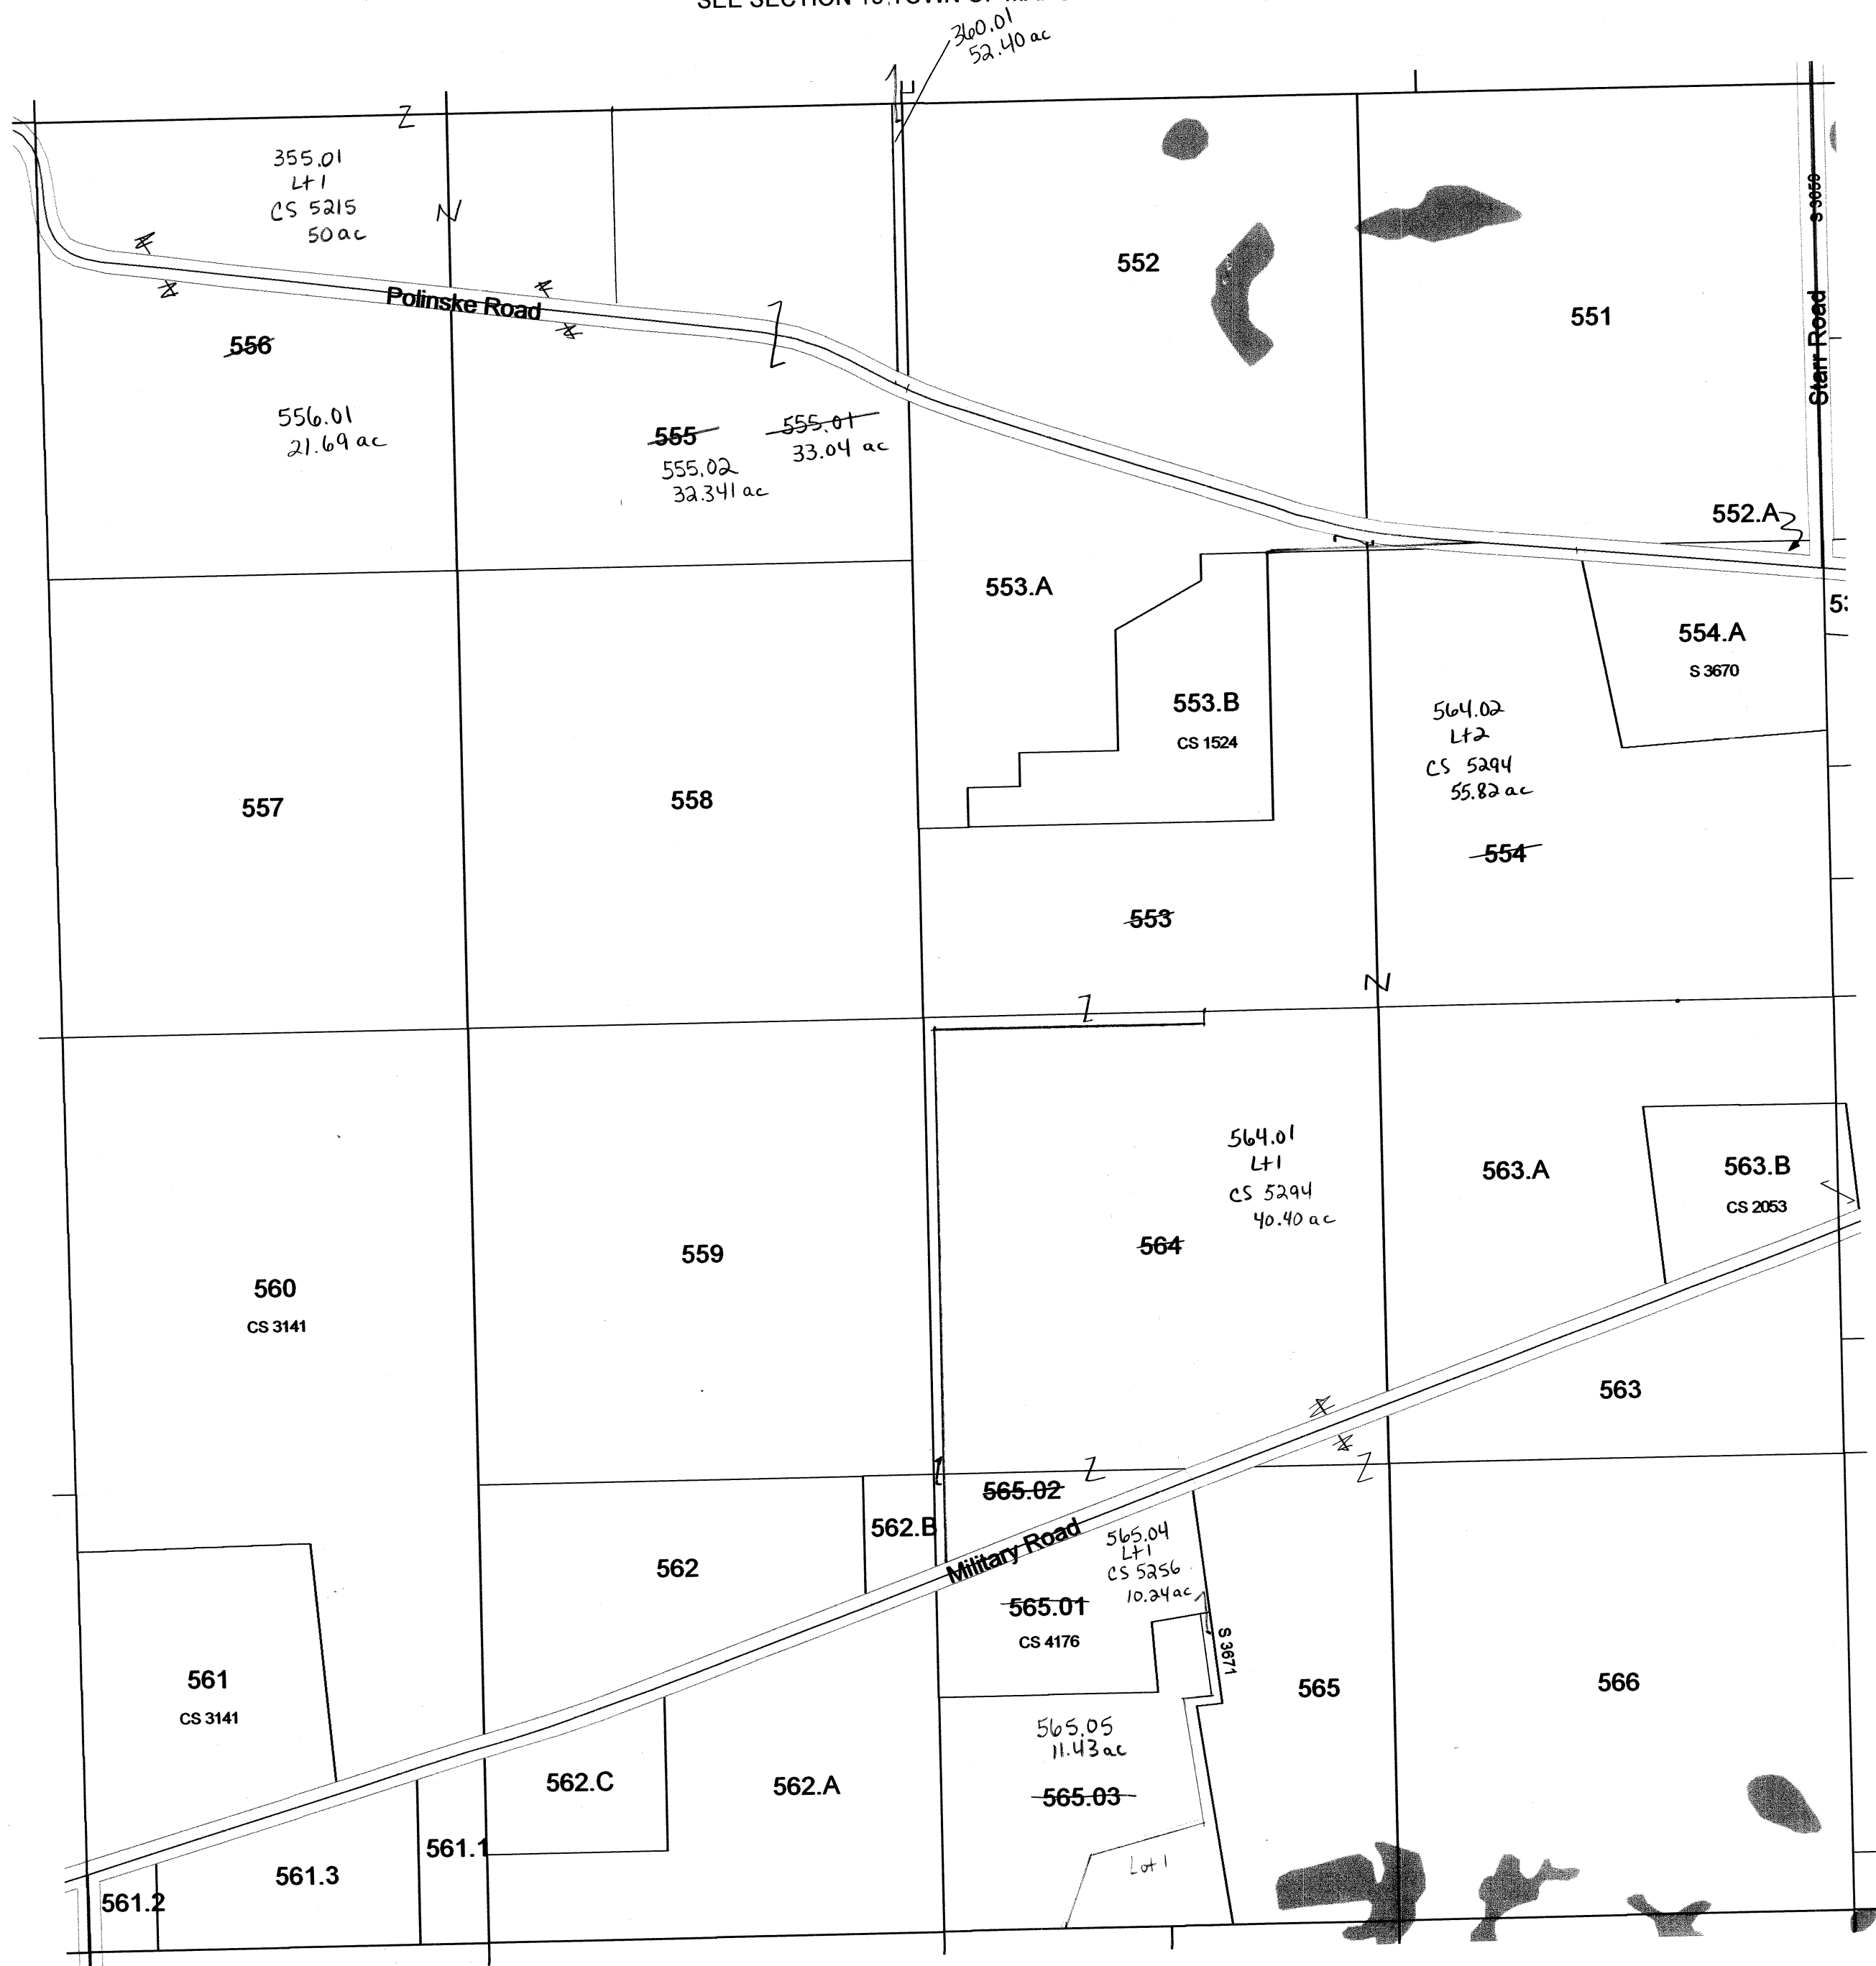 360.01
52.40 ac
355.01
Lt 1
CS 5215
50 ac
S 3659
552
551
Polinske Road
Starr Road
556
556.01
21.69 ac
555
555.01
33.04 ac
555.02
32.341 ac
552.A
553.A
554.A
S 3670
553.B
CS 1524
564.02
Lt 2
CS 5294
55.82 ac
557
558
554
553
564.01
Lt 1
CS 5294
40.40 ac
563.A
563.B
CS 2053
559
564
560
CS 3141
563
565.02
562.B
Military Road
565.04
Lt 1
CS 5256
10.24 ac
562
565.01
CS 4176
S 3671
561
CS 3141
565
566
565.05
11.43 ac
562.C
562.A
565.03
561.1
561.3
Lot 1
561.2